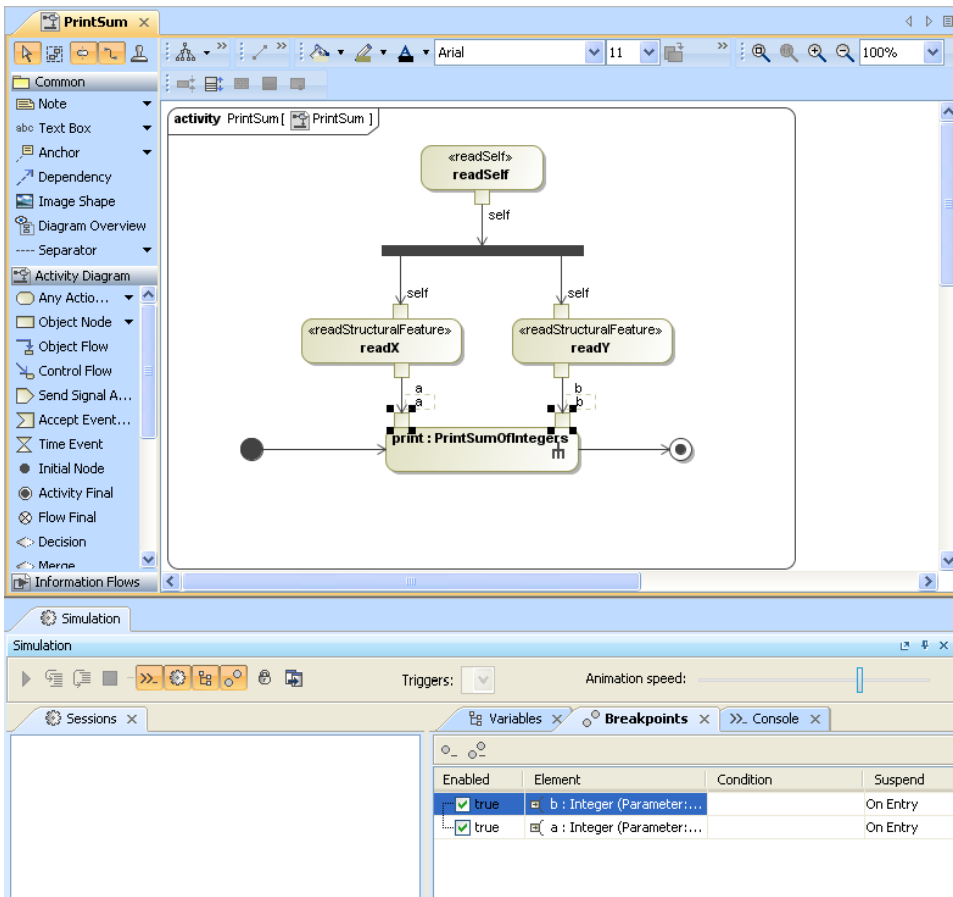 PrintSum
Arial
11
100%
Common
Note
abc Text Box
Anchor
Dependency
Image Shape
Diagram Overview
Separator
Activity Diagram
Any Actio...
Object Node
Object Flow
Control Flow
Send Signal A...
Accept Event...
Time Event
Initial Node
Activity Final
Flow Final
Decision
Merge
Information Flows
activity PrintSum[ PrintSum ]
«readSelf»
readSelf
self
self
self
«readStructuralFeature»
readX
«readStructuralFeature»
readY
a
a
b
b
print : PrintSumOfIntegers
Simulation
Simulation
Triggers:
Animation speed:
Sessions
Variables
Breakpoints
Console
Enabled Element Condition Suspend
true b : Integer (Parameter:... On Entry
true a : Integer (Parameter:... On Entry